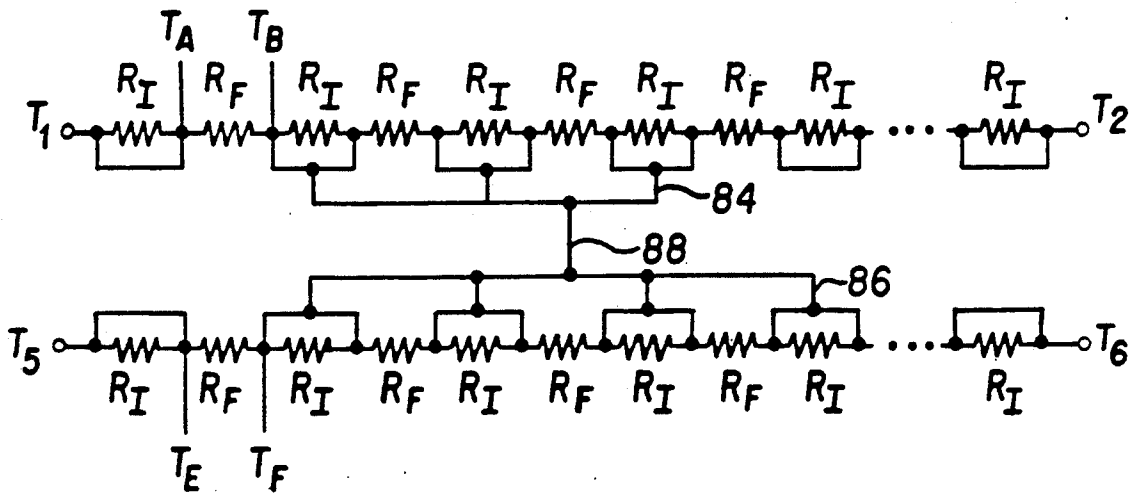 T_A T_B
R_I R_F R_I R_F R_I R_F R_I R_F R_I R_I
T_1 ... T_2
84
88
86
T_5 ... T_6
R_I R_F R_I R_F R_I R_F R_I R_F R_I R_I
T_E T_F